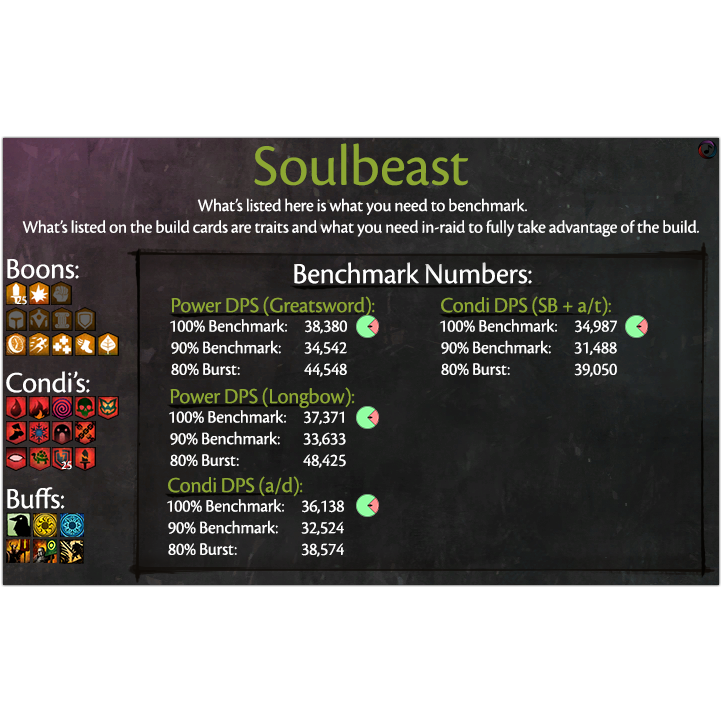 Soulbeast
What's listed here is what you need to benchmark.
What's listed on the build cards are traits and what you need in-raid to fully take advantage of the build.
Boons:
25
Condi's:
25
Buffs:
Benchmark Numbers:
Power DPS (Greatsword):
100% Benchmark: 38,380
90% Benchmark: 34,542
80% Burst: 44,548
Power DPS (Longbow):
100% Benchmark: 37,371
90% Benchmark: 33,633
80% Burst: 48,425
Condi DPS (a/d):
100% Benchmark: 36,138
90% Benchmark: 32,524
80% Burst: 38,574
Condi DPS (SB + a/t):
100% Benchmark: 34,987
90% Benchmark: 31,488
80% Burst: 39,050